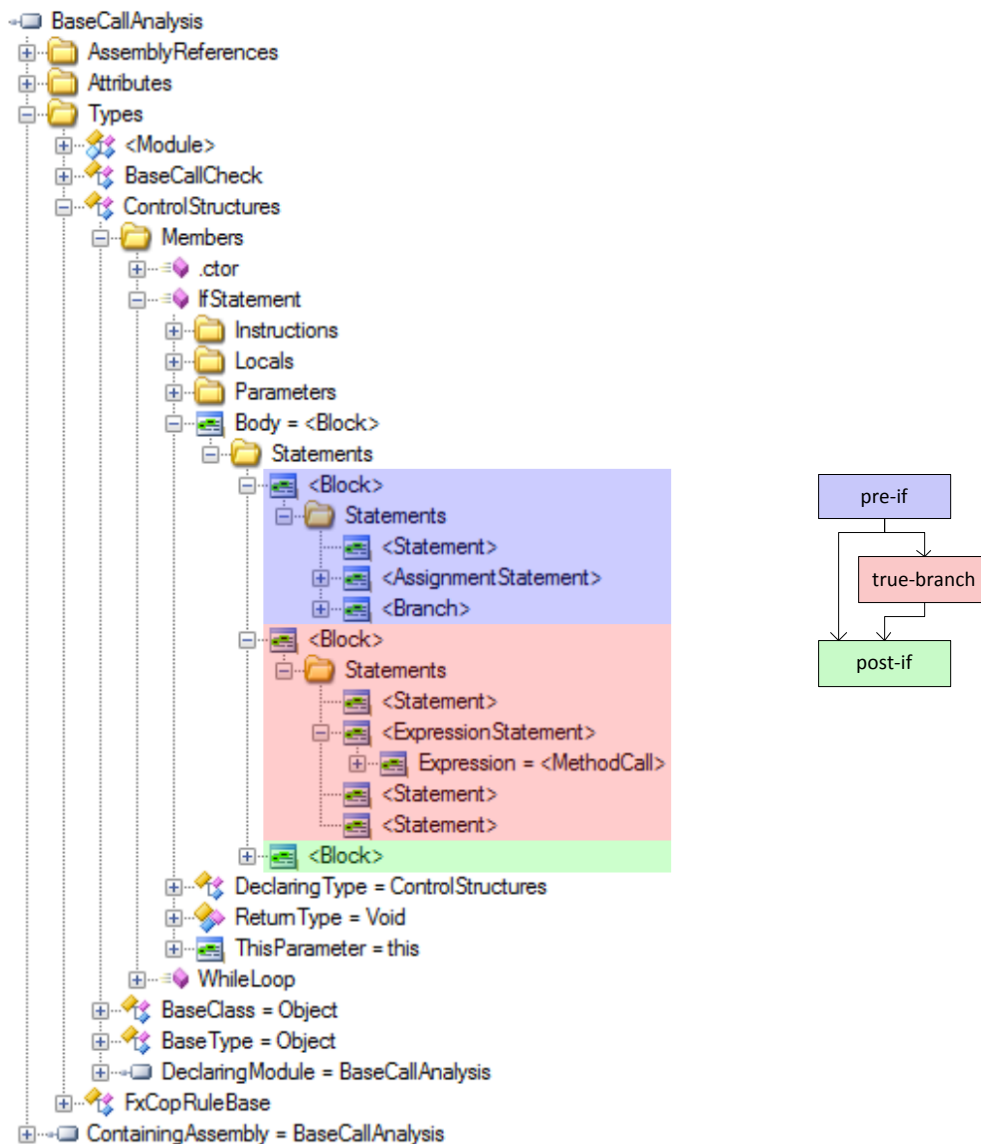 BaseCallAnalysis
AssemblyReferences
Attributes
Types
<Module>
BaseCallCheck
ControlStructures
Members
.ctor
IfStatement
Instructions
Locals
Parameters
Body = <Block>
Statements
<Block>
Statements
<Statement>
<AssignmentStatement>
<Branch>
<Block>
Statements
<Statement>
<ExpressionStatement>
Expression = <MethodCall>
<Statement>
<Statement>
<Block>
DeclaringType = ControlStructures
ReturnType = Void
ThisParameter = this
WhileLoop
BaseClass = Object
BaseType = Object
DeclaringModule = BaseCallAnalysis
FxCopRuleBase
ContainingAssembly = BaseCallAnalysis
pre-if
true-branch
post-if